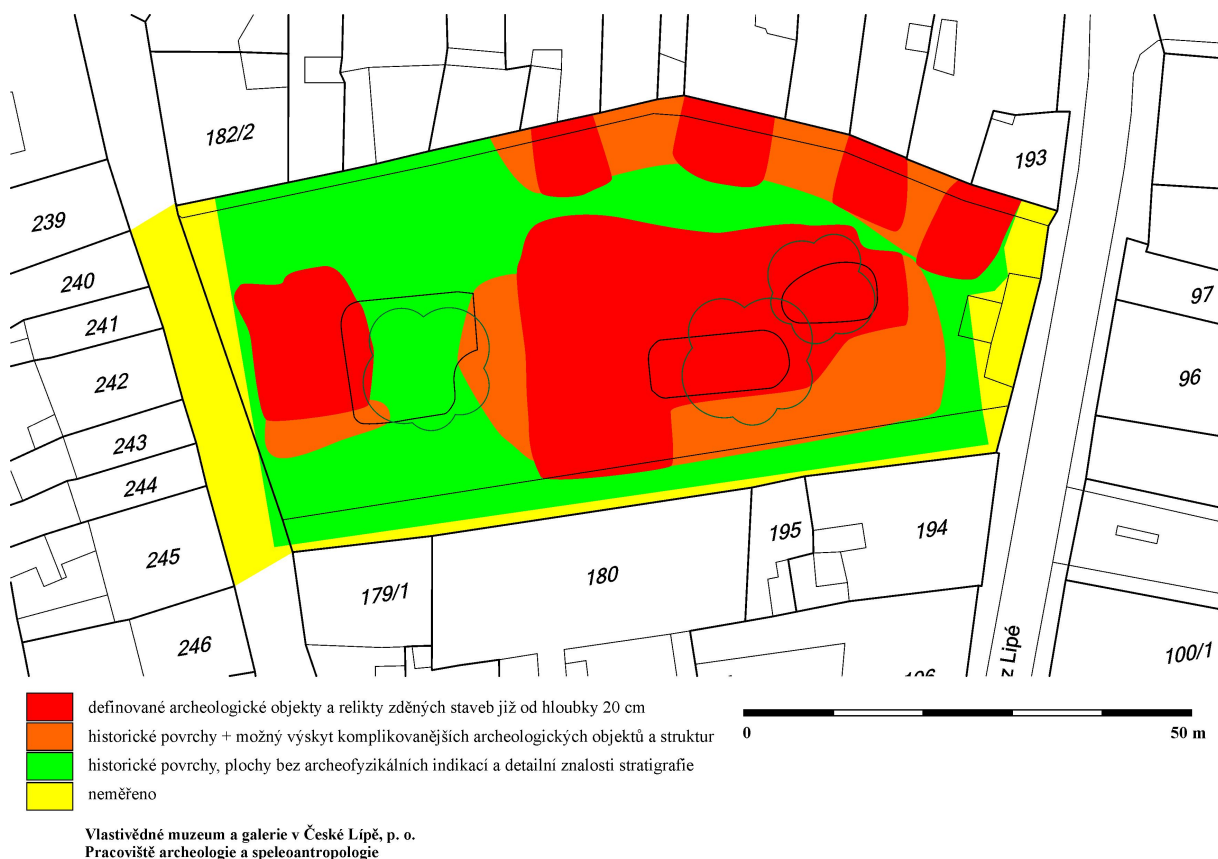 182/2
193
239
240
97
241
242
96
243
244
195
194
245
180
179/1
246
z Lipé
100/1
definované archeologické objekty a relikty zděných staveb již od hloubky 20 cm
historické povrchy + možný výskyt komplikovanějších archeologických objektů a struktur
0
50 m
historické povrchy, plochy bez archeofyzikálních indikací a detailní znalosti stratigrafie
neměřeno
Vlastivědné muzeum a galerie v České Lípě, p. o.
Pracoviště archeologie a speleoantropologie